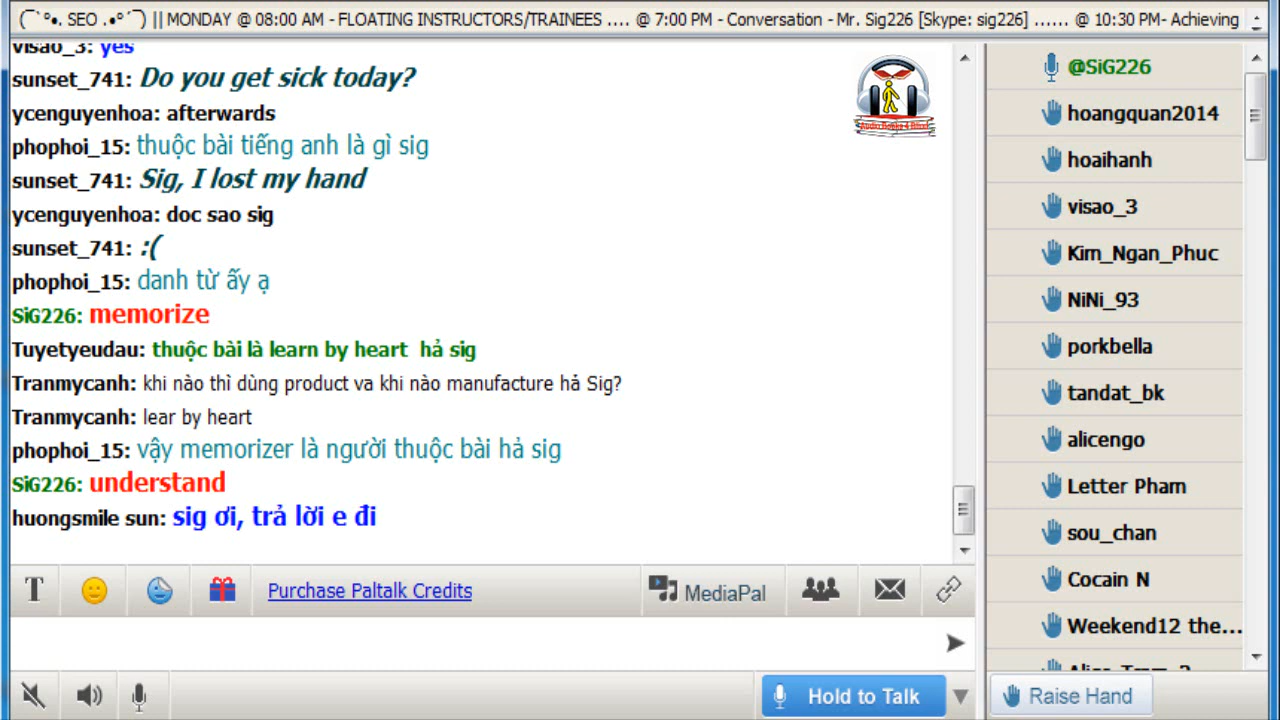 (¯`°•. SEO .•°´¯) || MONDAY @ 08:00 AM - FLOATING INSTRUCTORS/TRAINEES .... @ 7:00 PM - Conversation - Mr. Sig226 [Skype: sig226] ...... @ 10:30 PM- Achieving
visao_3: yes
sunset_741: Do you get sick today?
ycenguyenhoa: afterwards
phophoi_15: thuộc bài tiếng anh là gì sig
sunset_741: Sig, I lost my hand
ycenguyenhoa: doc sao sig
sunset_741: :(
phophoi_15: danh từ ấy ạ
SiG226: memorize
Tuyetyeudau: thuộc bài là learn by heart hả sig
Tranmycanh: khi nào thì dùng product va khi nào manufacture hả Sig?
Tranmycanh: lear by heart
phophoi_15: vậy memorizer là người thuộc bài hả sig
SiG226: understand
huongsmile sun: sig ơi, trả lời e đi
T
Purchase Paltalk Credits
MediaPal
Hold to Talk
@SiG226
hoangquan2014
hoaihanh
visao_3
Kim_Ngan_Phuc
NiNi_93
porkbella
tandat_bk
alicengo
Letter Pham
sou_chan
Cocain N
Weekend12 the...
Raise Hand